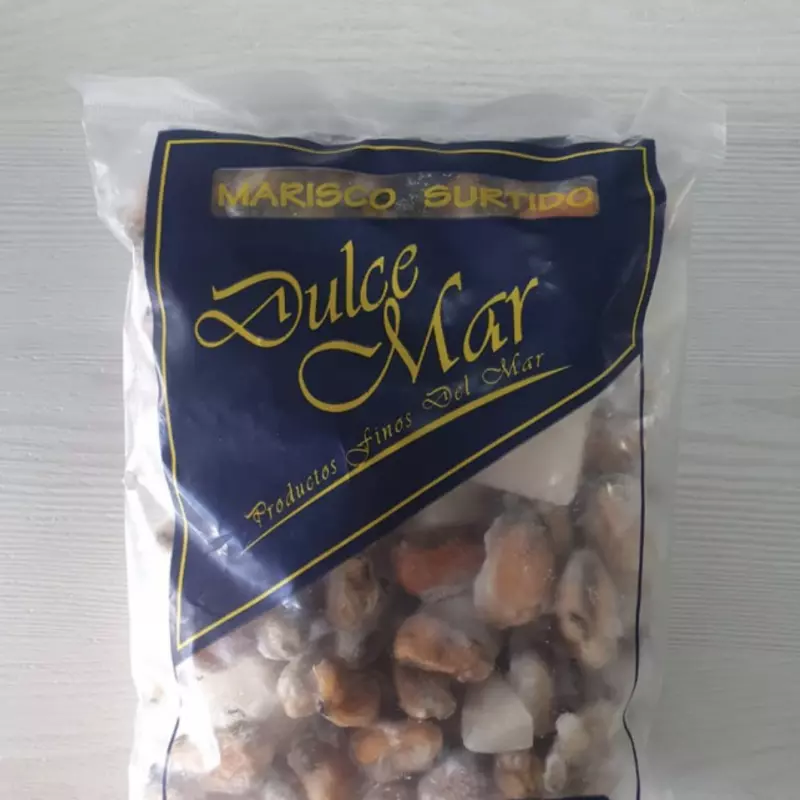 MARISCO SURTIDO
Dulce
Mar
Productos Finos Del Mar